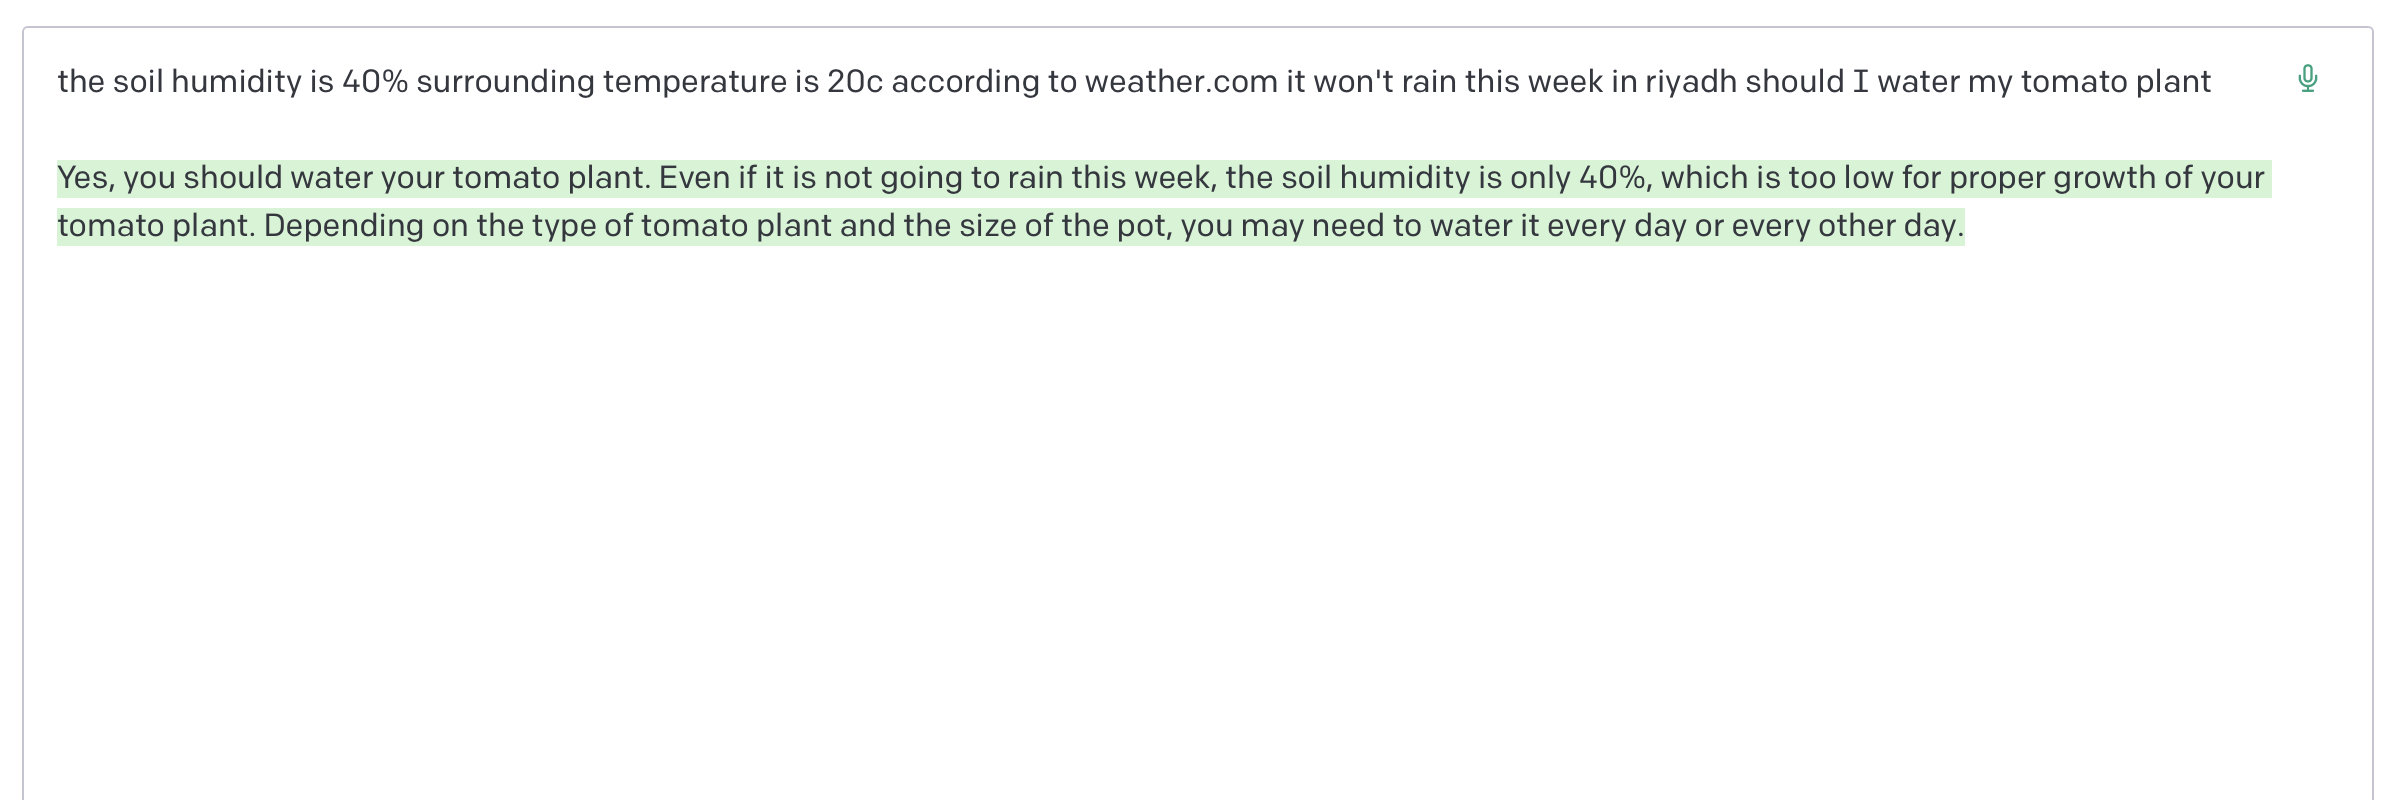 the soil humidity is 40% surrounding temperature is 20c according to weather.com it won't rain this week in riyadh should I water my tomato plant
Yes, you should water your tomato plant. Even if it is not going to rain this week, the soil humidity is only 40%, which is too low for proper growth of your
tomato plant. Depending on the type of tomato plant and the size of the pot, you may need to water it every day or every other day.